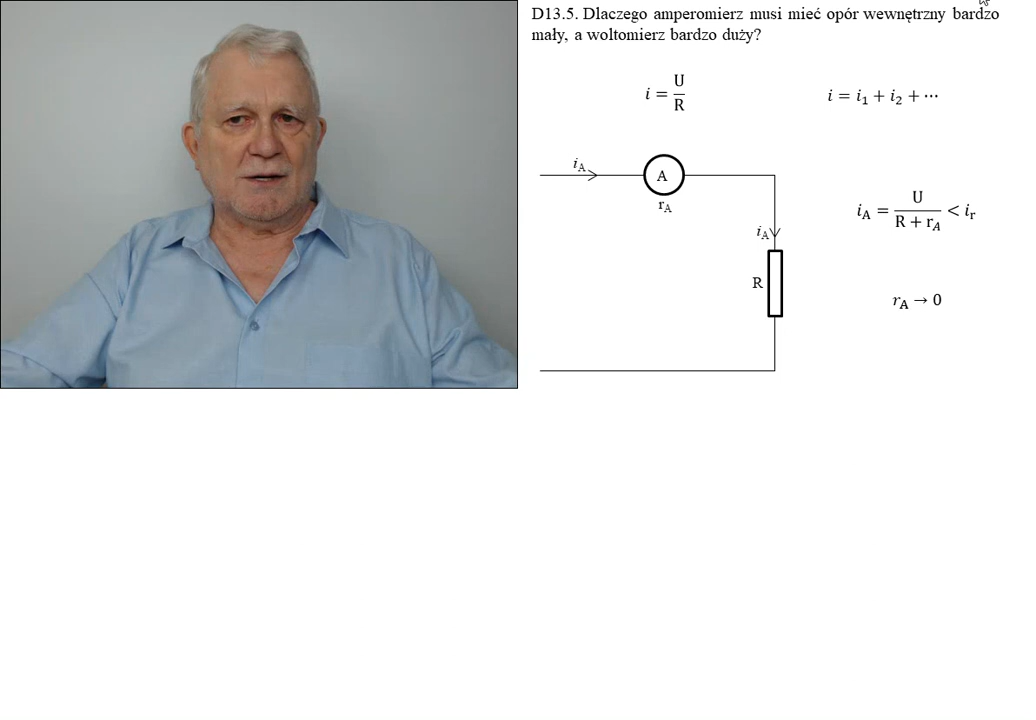 D13.5. Dlaczego amperomierz musi mieć opór wewnętrzny bardzo
mały, a woltomierz bardzo duży?
i = U/R
i = i₁ + i₂ + ⋯
i_A
A
r_A
i_A = U/(R + r_A) < i_r
i_A
R
r_A → 0